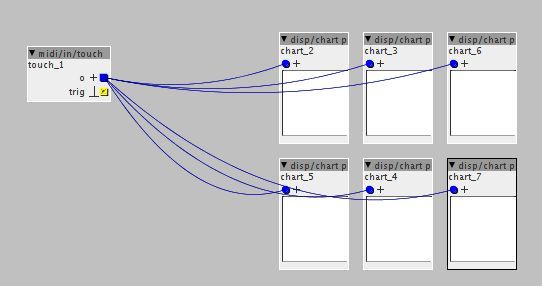 midi/in/touch
touch_1
o
trig
disp/chart p
chart_2
disp/chart p
chart_3
disp/chart p
chart_6
disp/chart p
chart_5
disp/chart p
chart_4
disp/chart p
chart_7